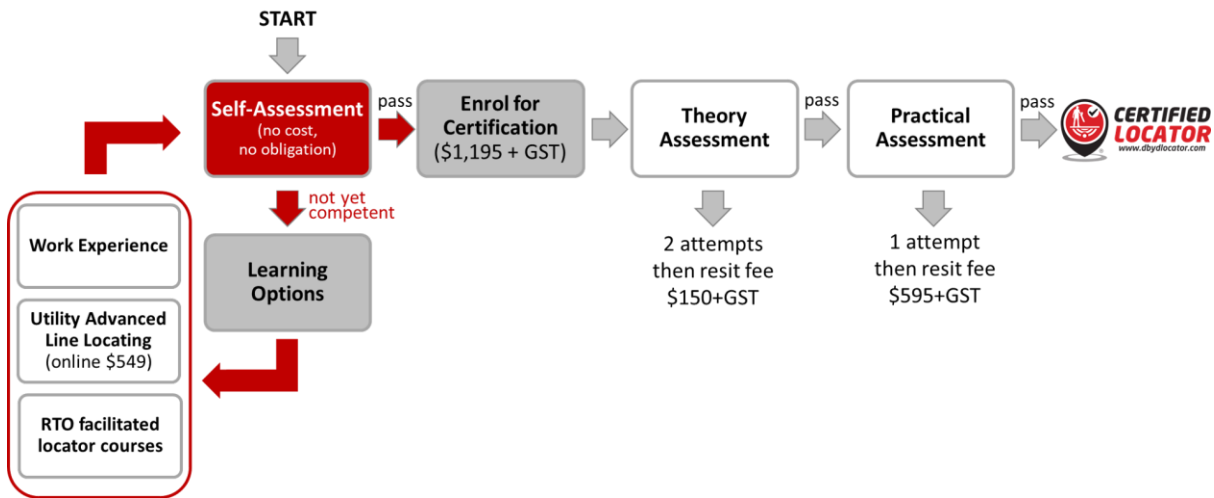 START
Self-Assessment
(no cost,
no obligation)
pass
Enrol for
Certification
($1,195 + GST)
Theory
Assessment
pass
Practical
Assessment
pass
CERTIFIED
LOCATOR
www.dbydlocator.com
not yet
competent
Learning
Options
2 attempts
then resit fee
$150+GST
1 attempt
then resit fee
$595+GST
Work Experience
Utility Advanced
Line Locating
(online $549)
RTO facilitated
locator courses